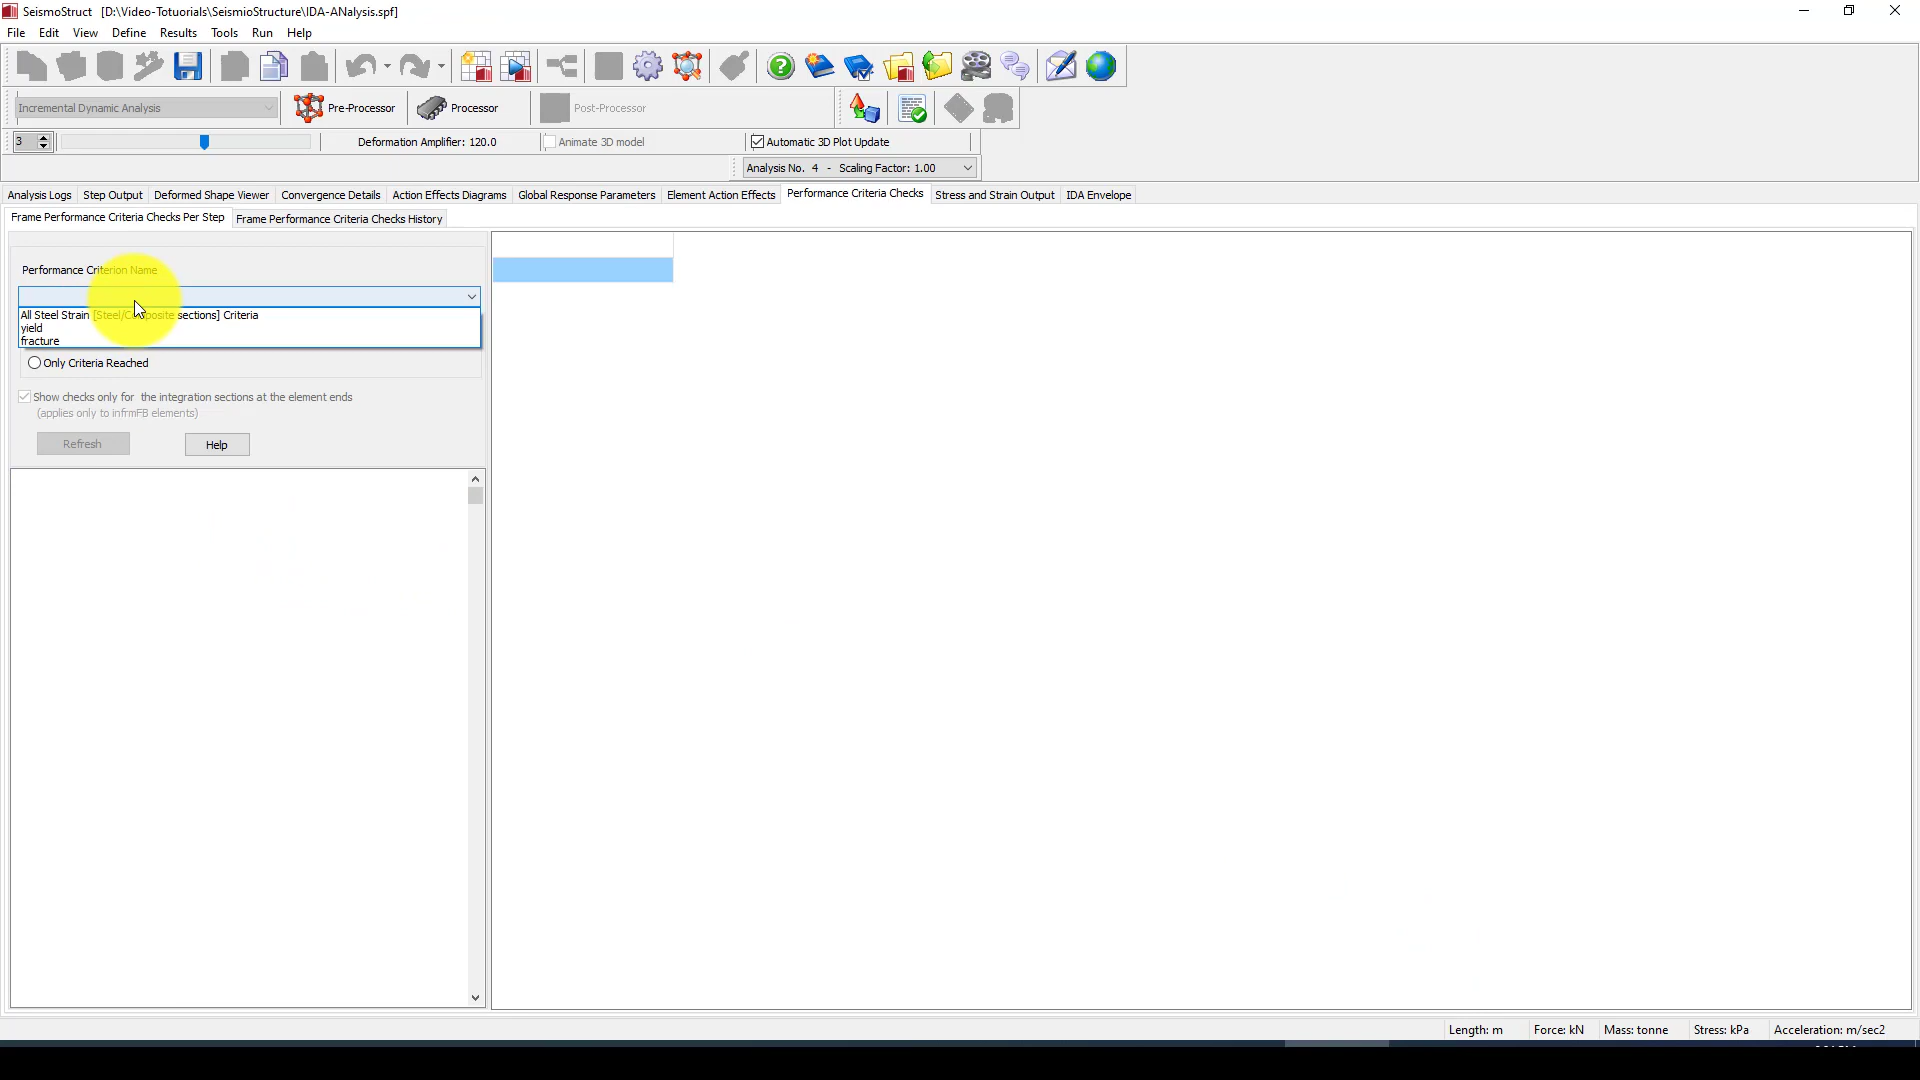 SeismoStruct [D:\Video-Totuorials\SeismioStructure\IDA-ANalysis.spf]
File Edit View Define Results Tools Run Help
Incremental Dynamic Analysis Pre-Processor Processor Post-Processor
3 Deformation Amplifier: 120.0 Animate 3D model Automatic 3D Plot Update
Analysis No. 4 - Scaling Factor: 1.00
Analysis Logs Step Output Deformed Shape Viewer Convergence Details Action Effects Diagrams Global Response Parameters Element Action Effects Performance Criteria Checks Stress and Strain Output IDA Envelope
Frame Performance Criteria Checks Per Step Frame Performance Criteria Checks History
Performance Criterion Name
All Steel Strain [Steel/Composite sections] Criteria
yield
fracture
Only Criteria Reached
Show checks only for the integration sections at the element ends
(applies only to infrmFB elements)
Refresh Help
Length: m Force: kN Mass: tonne Stress: kPa Acceleration: m/sec2